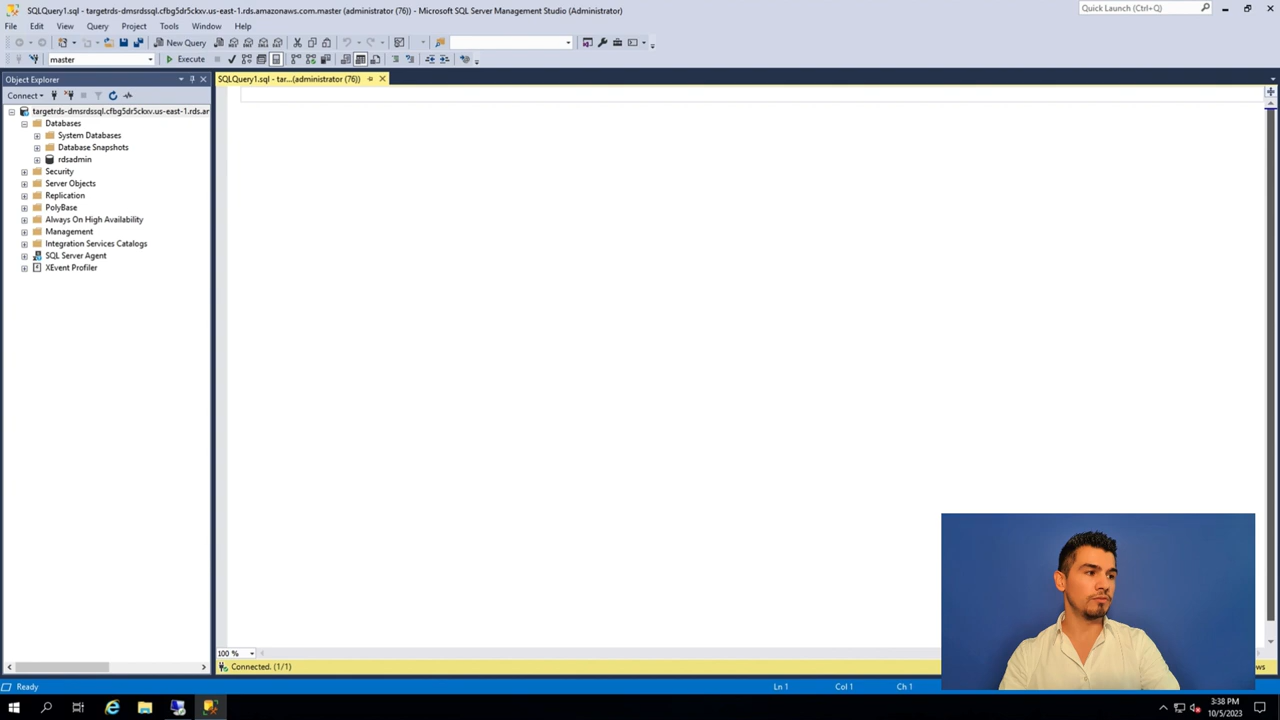 SQLQuery1.sql - targetrds-dmsrdssql.cfbg5dr5ckxv.us-east-1.rds.amazonaws.com.master (administrator (76)) - Microsoft SQL Server Management Studio (Administrator)
Quick Launch (Ctrl+Q)
File Edit View Query Project Tools Window Help
New Query
master
Execute
Object Explorer
SQLQuery1.sql - tar...(administrator (76))
Connect
targetrds-dmsrdssql.cfbg5dr5ckxv.us-east-1.rds.ar
Databases
System Databases
Database Snapshots
rdsadmin
Security
Server Objects
Replication
PolyBase
Always On High Availability
Management
Integration Services Catalogs
SQL Server Agent
XEvent Profiler
100 %
Connected. (1/1)
Ready
Ln 1
Col 1
Ch 1
3:38 PM
10/5/2023